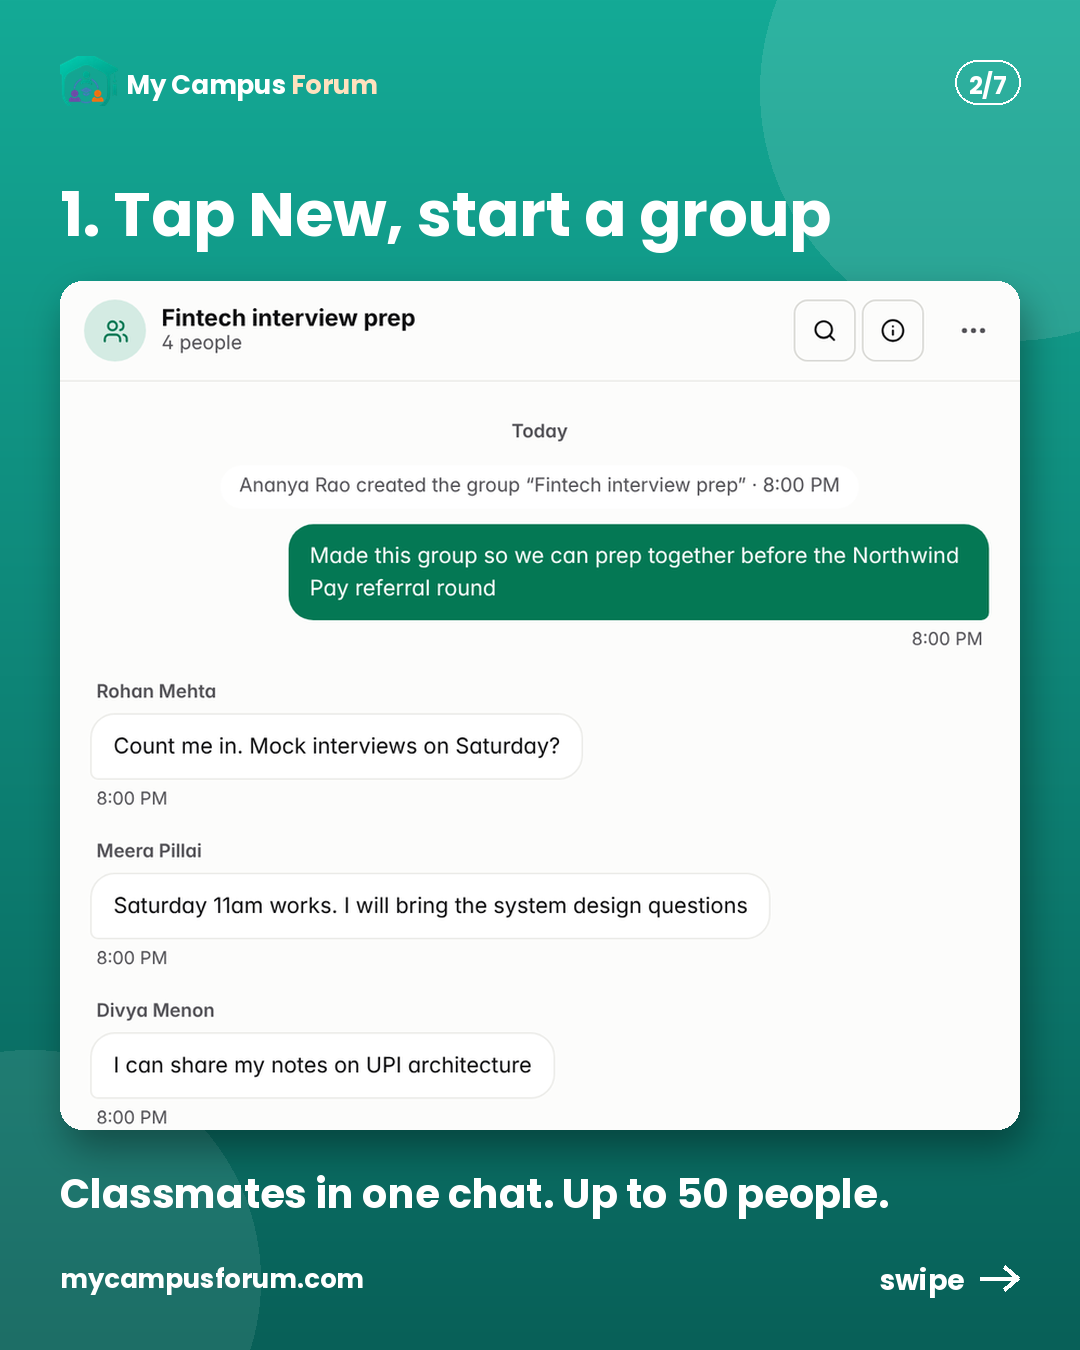 My Campus Forum
2/7
1. Tap New, start a group
Fintech interview prep
4 people
Today
Ananya Rao created the group “Fintech interview prep” · 8:00 PM
Made this group so we can prep together before the Northwind
Pay referral round
8:00 PM
Rohan Mehta
Count me in. Mock interviews on Saturday?
8:00 PM
Meera Pillai
Saturday 11am works. I will bring the system design questions
8:00 PM
Divya Menon
I can share my notes on UPI architecture
8:00 PM
Classmates in one chat. Up to 50 people.
mycampusforum.com
swipe →